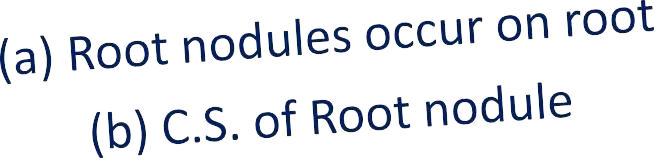 (a) Root nodules occur on root
(b) C.S. of Root nodule